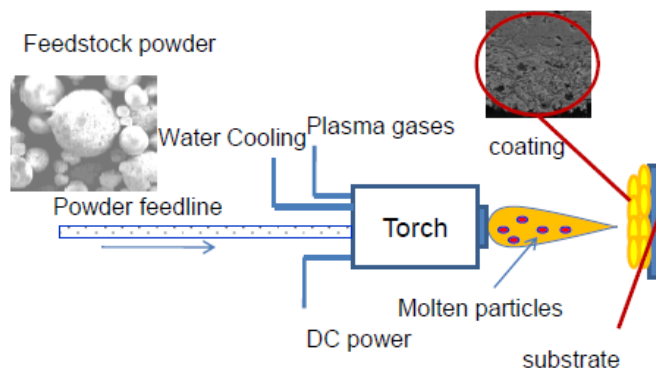 Feedstock powder
Water Cooling
Plasma gases
coating
Powder feedline
Torch
Molten particles
DC power
substrate